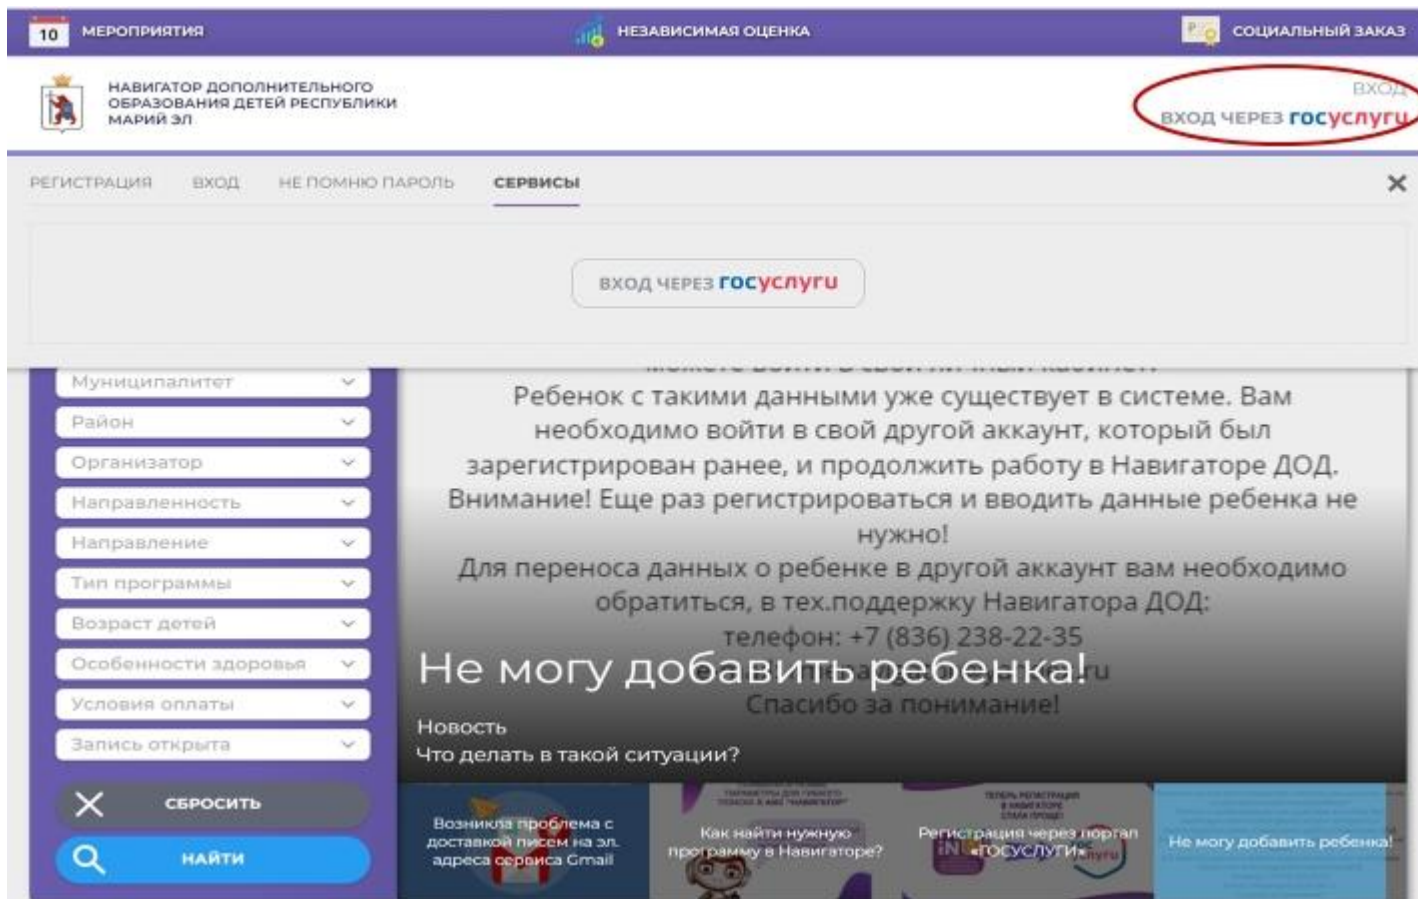 10 МЕРОПРИЯТИЯ
НЕЗАВИСИМАЯ ОЦЕНКА
СОЦИАЛЬНЫЙ ЗАКАЗ
НАВИГАТОР ДОПОЛНИТЕЛЬНОГО
ОБРАЗОВАНИЯ ДЕТЕЙ РЕСПУБЛИКИ
МАРИЙ ЭЛ
ВХОД
ВХОД ЧЕРЕЗ госуслуги
РЕГИСТРАЦИЯ ВХОД НЕ ПОМНЮ ПАРОЛЬ СЕРВИСЫ
ВХОД ЧЕРЕЗ госуслуги
Муниципалитет
Район
Организатор
Направленность
Направление
Тип программы
Возраст детей
Особенности здоровья
Условия оплаты
Запись открыта
СБРОСИТЬ
НАЙТИ
Ребенок с такими данными уже существует в системе. Вам
необходимо войти в свой другой аккаунт, который был
зарегистрирован ранее, и продолжить работу в Навигаторе ДОД.
Внимание! Еще раз регистрироваться и вводить данные ребенка не
нужно!
Для переноса данных о ребенке в другой аккаунт вам необходимо
обратиться, в тех.поддержку Навигатора ДОД:
телефон: +7 (836) 238-22-35
Не могу добавить ребенка!
Спасибо за понимание!
Новость
Что делать в такой ситуации?
Возникла проблема с
доставкой писем на эл.
адреса сервиса Gmail
Как найти нужную
программу в Навигаторе?
ТЕПЕРЬ РЕГИСТРАЦИЯ
В НАВИГАТОРЕ
СТАЛА ПРОЩЕ!
Регистрация через портал
«ГОСУСЛУГИ»
Не могу добавить ребенка!